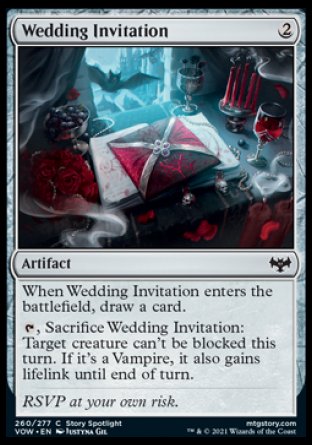 Wedding Invitation 2
Artifact
When Wedding Invitation enters the
battlefield, draw a card.
, Sacrifice Wedding Invitation:
Target creature can't be blocked this
turn. If it's a Vampire, it also gains
lifelink until end of turn.
RSVP at your own risk.
260/277 C Story Spotlight
mtgstory.com
VOW • EN Justyna Gil
™ & © 2021 Wizards of the Coast